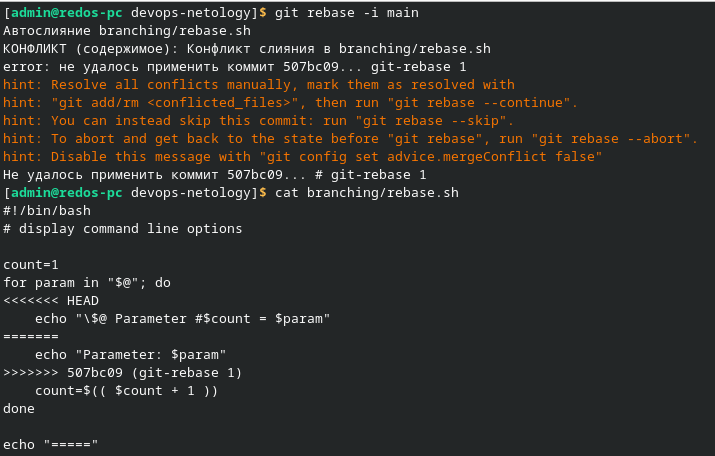 [admin@redos-pc devops-netology]$ git rebase -i main
Автослияние branching/rebase.sh
КОНФЛИКТ (содержимое): Конфликт слияния в branching/rebase.sh
error: не удалось применить коммит 507bc09... git-rebase 1
hint: Resolve all conflicts manually, mark them as resolved with
hint: "git add/rm <conflicted_files>", then run "git rebase --continue".
hint: You can instead skip this commit: run "git rebase --skip".
hint: To abort and get back to the state before "git rebase", run "git rebase --abort".
hint: Disable this message with "git config set advice.mergeConflict false"
Не удалось применить коммит 507bc09... # git-rebase 1
[admin@redos-pc devops-netology]$ cat branching/rebase.sh
#!/bin/bash
# display command line options

count=1
for param in "$@"; do
<<<<<<< HEAD
    echo "\$@ Parameter #$count = $param"
=======
    echo "Parameter: $param"
>>>>>>> 507bc09 (git-rebase 1)
    count=$(( $count + 1 ))
done

echo "====="